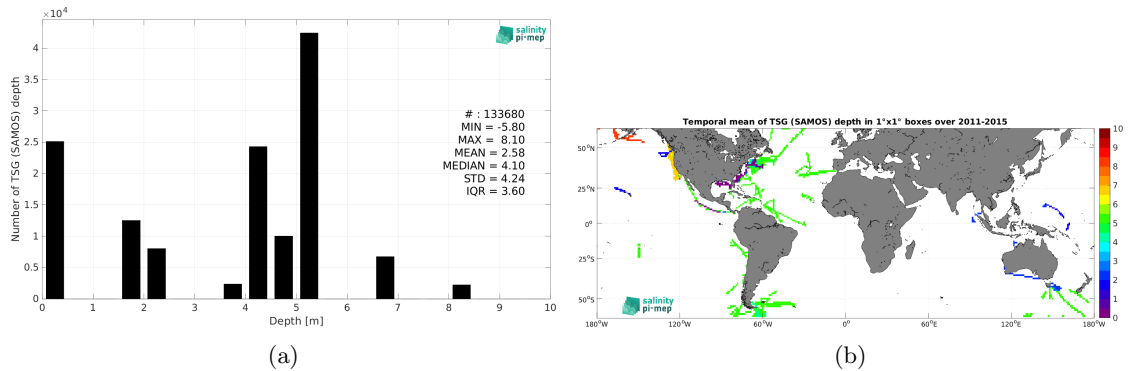 ×10⁴
4
3.5
3
2.5
2
1.5
1
0.5
0
Number of TSG (SAMOS) depth
0 1 2 3 4 5 6 7 8 9 10
Depth [m]
salinity
pi-mep
# : 133680
MIN = -5.80
MAX = 8.10
MEAN = 2.58
MEDIAN = 4.10
STD = 4.24
IQR = 3.60
(a)
Temporal mean of TSG (SAMOS) depth in 1°x1° boxes over 2011-2015
50°N
25°N
0°
25°S
50°S
180°W 120°W 60°W 0° 60°E 120°E 180°E
salinity
pi-mep
10
9
8
7
6
5
4
3
2
1
0
(b)